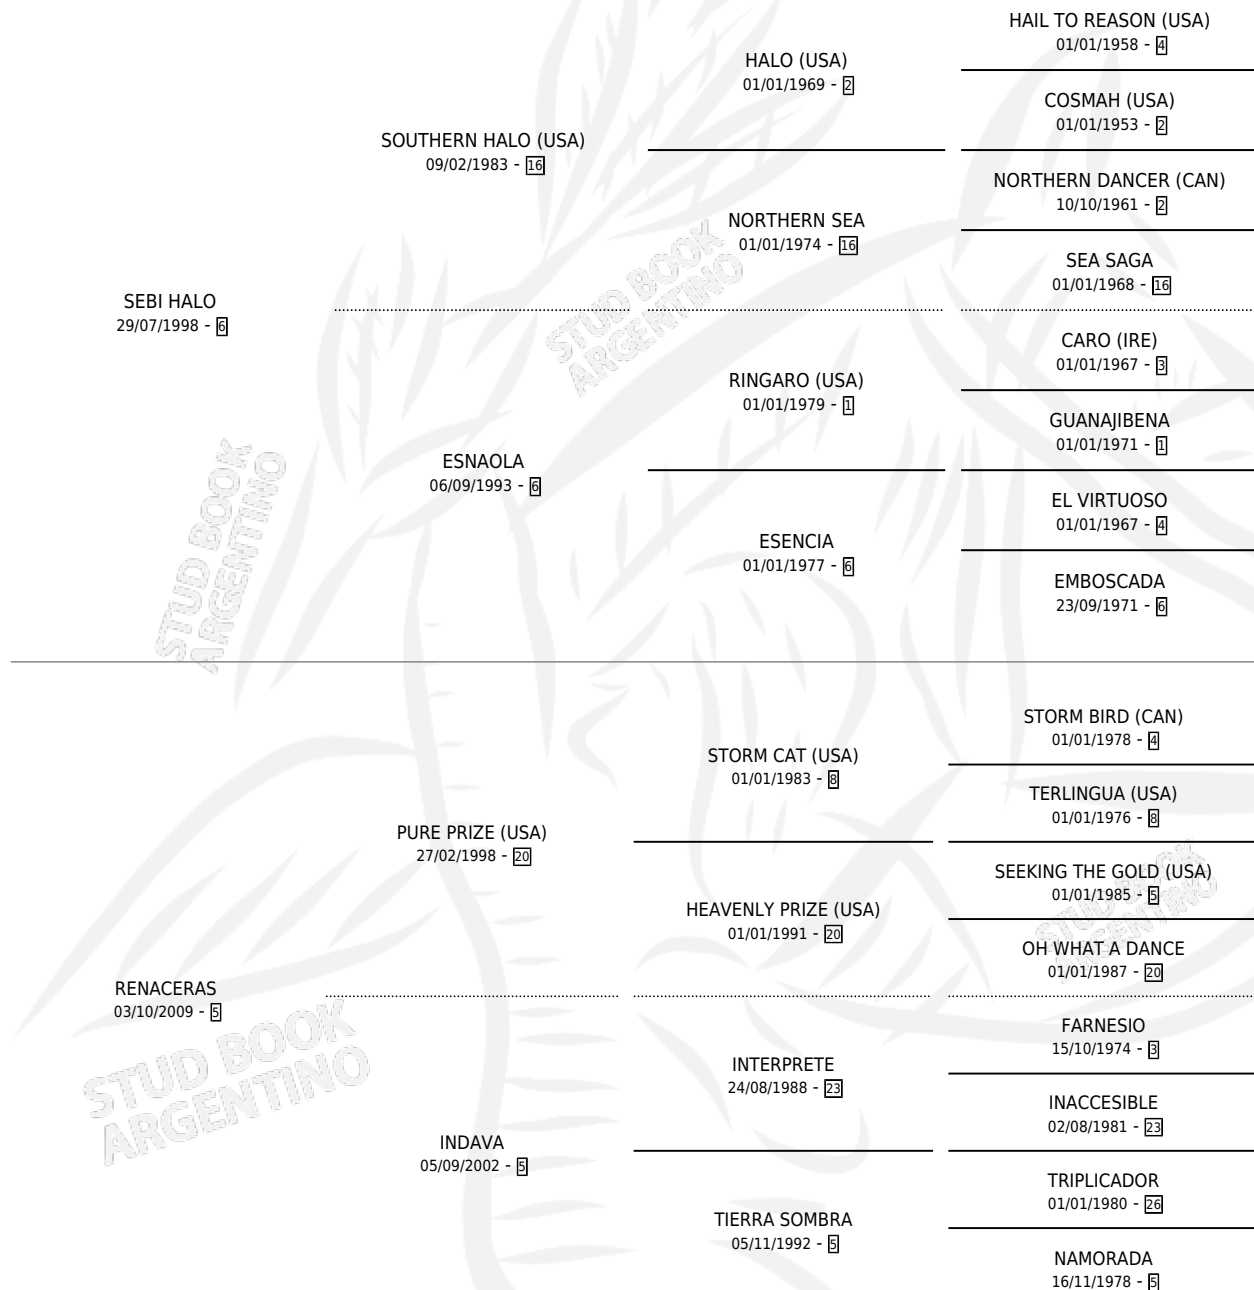 HAIL TO REASON (USA)
01/01/1958 - 4
HALO (USA)
01/01/1969 - 2
COSMAH (USA)
01/01/1953 - 2
SOUTHERN HALO (USA)
09/02/1983 - 16
NORTHERN DANCER (CAN)
10/10/1961 - 2
NORTHERN SEA
01/01/1974 - 16
SEA SAGA
01/01/1968 - 16
SEBI HALO
29/07/1998 - 6
STUD BOOK
ARGENTINO
CARO (IRE)
01/01/1967 - 3
RINGARO (USA)
01/01/1979 - 1
GUANAJIBENA
01/01/1971 - 1
ESNAOLA
06/09/1993 - 6
EL VIRTUOSO
01/01/1967 - 4
ESENCIA
01/01/1977 - 6
EMBOSCADA
23/09/1971 - 6
STUD BOOK
ARGENTINO
STORM BIRD (CAN)
01/01/1978 - 4
STORM CAT (USA)
01/01/1983 - 8
TERLINGUA (USA)
01/01/1976 - 8
PURE PRIZE (USA)
27/02/1998 - 20
SEEKING THE GOLD (USA)
01/01/1985 - 5
HEAVENLY PRIZE (USA)
01/01/1991 - 20
STUD BOOK
ARGENTINO
OH WHAT A DANCE
01/01/1987 - 20
RENACERAS
03/10/2009 - 5
FARNESIO
15/10/1974 - 3
STUD BOOK
ARGENTINO
INTERPRETE
24/08/1988 - 23
INACCESIBLE
02/08/1981 - 23
INDAVA
05/09/2002 - 5
TRIPLICADOR
01/01/1980 - 26
TIERRA SOMBRA
05/11/1992 - 5
NAMORADA
16/11/1978 - 5